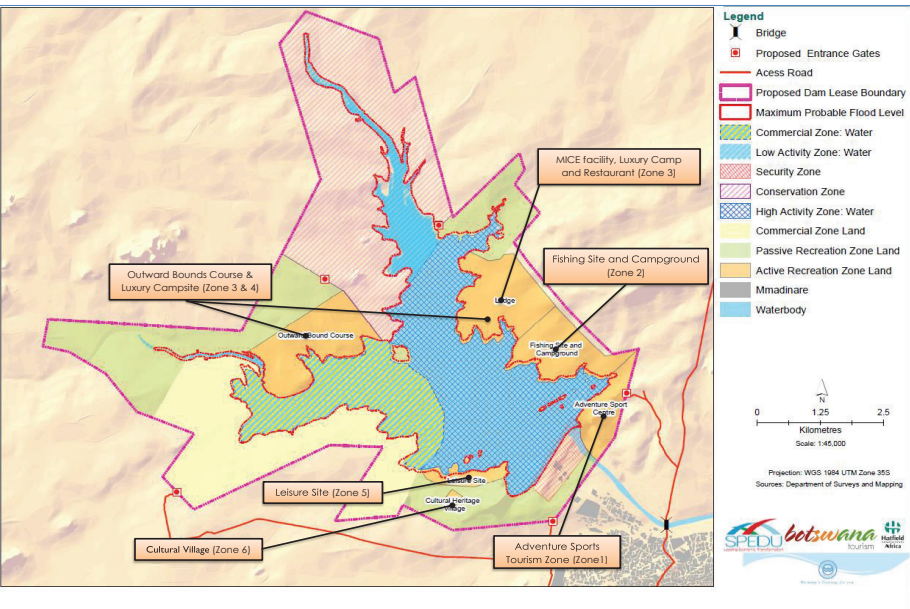 MICE facility, Luxury Camp
and Restaurant (Zone 3)
Fishing Site and Campground
(Zone 2)
Outward Bounds Course &
Luxury Campsite (Zone 3 & 4)
Lodge
Outward Bound Course
Fishing Site and
Campground
Adventure Sport
Centre
Leisure Site
Leisure Site (Zone 5)
Cultural Heritage
Village
Cultural Village (Zone 6)
Adventure Sports
Tourism Zone (Zone1)
Legend
Bridge
Proposed Entrance Gates
Acess Road
Proposed Dam Lease Boundary
Maximum Probable Flood Level
Commercial Zone: Water
Low Activity Zone: Water
Security Zone
Conservation Zone
High Activity Zone: Water
Commercial Zone Land
Passive Recreation Zone Land
Active Recreation Zone Land
Mmadinare
Waterbody
N
0 1.25 2.5
Kilometres
Scale: 1:45,000
Projection: WGS 1984 UTM Zone 35S
Sources: Department of Surveys and Mapping
SPEDU
botswana
tourism
Hatfield
Africa